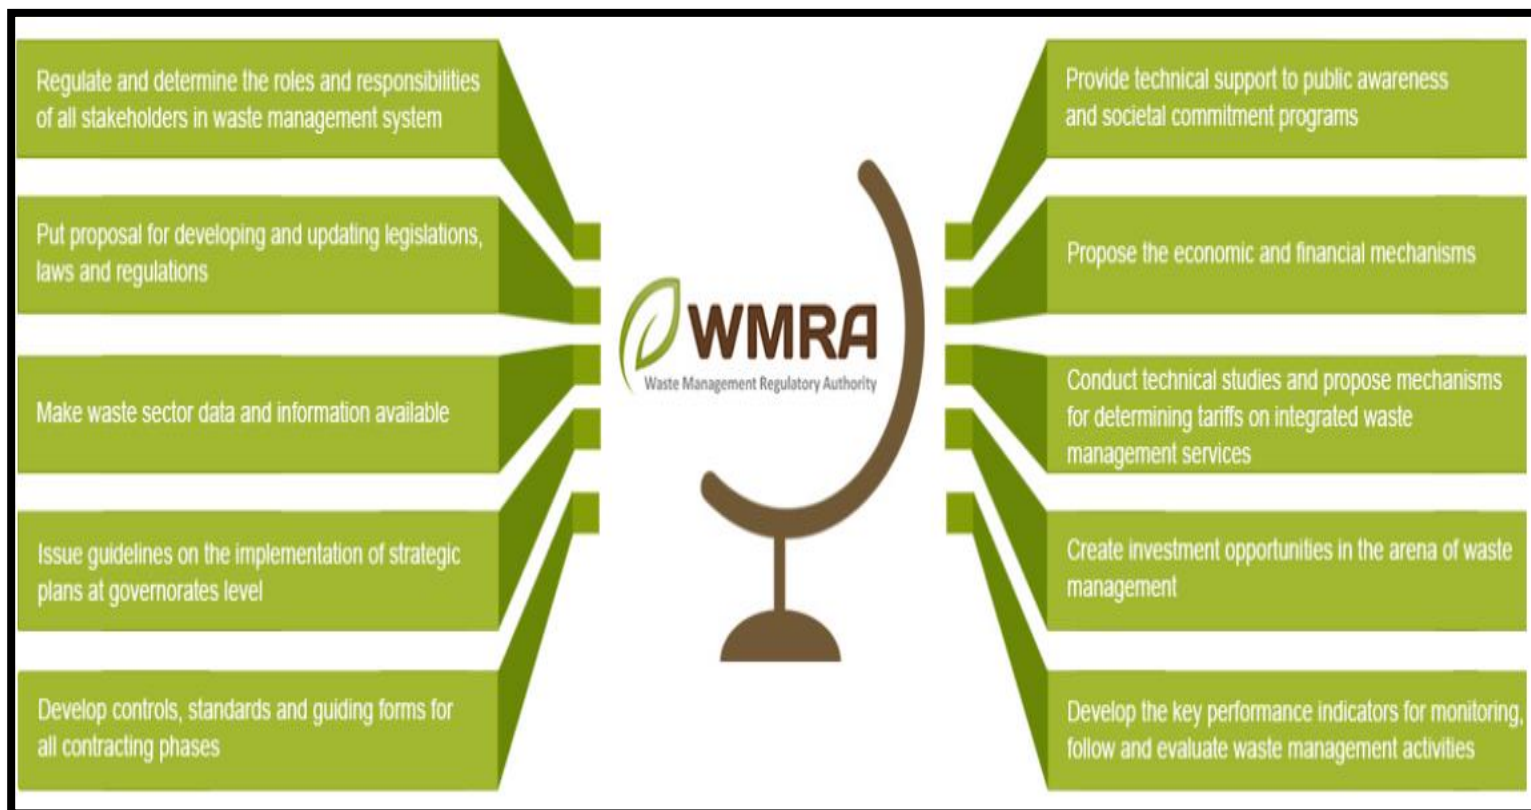 Regulate and determine the roles and responsibilities
of all stakeholders in waste management system
Put proposal for developing and updating legislations,
laws and regulations
Make waste sector data and information available
Issue guidelines on the implementation of strategic
plans at governorates level
Develop controls, standards and guiding forms for
all contracting phases
WMRA
Waste Management Regulatory Authority
Provide technical support to public awareness
and societal commitment programs
Propose the economic and financial mechanisms
Conduct technical studies and propose mechanisms
for determining tariffs on integrated waste
management services
Create investment opportunities in the arena of waste
management
Develop the key performance indicators for monitoring,
follow and evaluate waste management activities